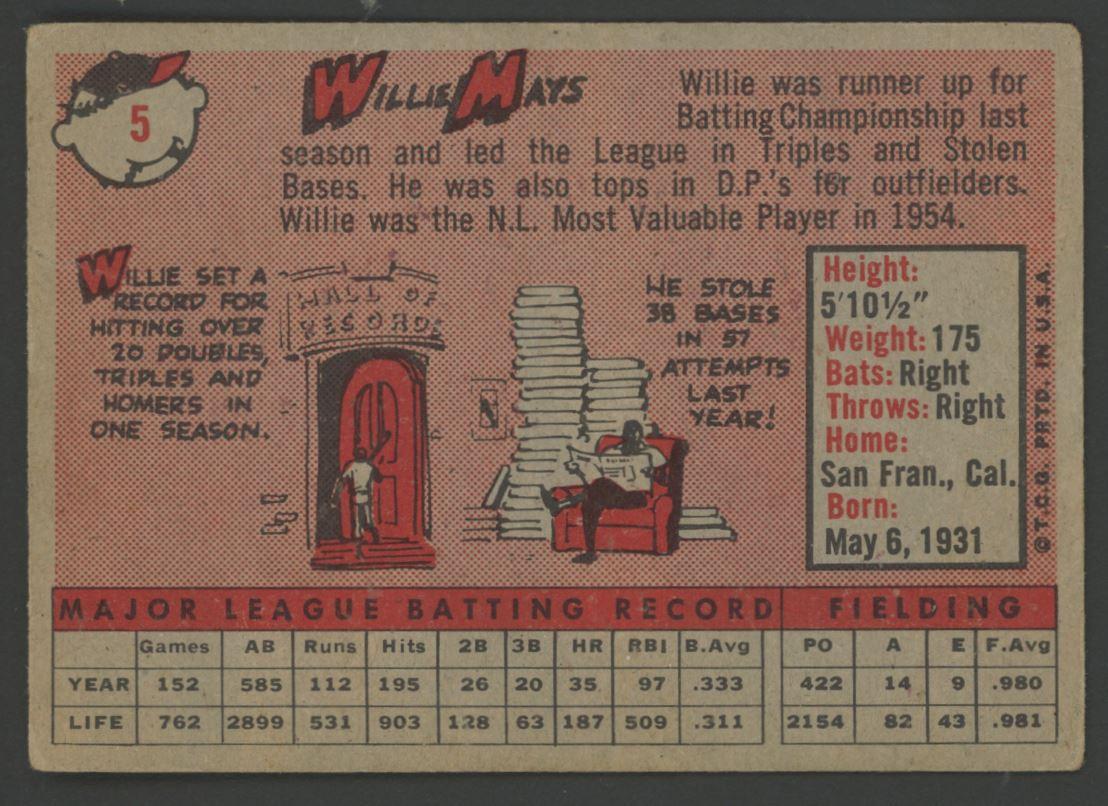 5
WILLIE MAYS
Willie was runner up for
Batting Championship last
season and led the League in Triples and Stolen
Bases. He was also tops in D.P.'s for outfielders.
Willie was the N.L. Most Valuable Player in 1954.
WILLIE SET A
RECORD FOR
HITTING OVER
20 DOUBLES,
TRIPLES AND
HOMERS IN
ONE SEASON.
HALL OF
RECORDS
HE STOLE
38 BASES
IN 57
ATTEMPTS
LAST
YEAR!
Height:
5'10½"
Weight: 175
Bats: Right
Throws: Right
Home:
San Fran., Cal.
Born:
May 6, 1931
© T.C.G. PRTD. IN U.S.A.
MAJOR LEAGUE BATTING RECORD FIELDING
Games AB Runs Hits 2B 3B HR RBI B.Avg PO A E F.Avg
YEAR 152 585 112 195 26 20 35 97 .333 422 14 9 .980
LIFE 762 2899 531 903 128 63 187 509 .311 2154 82 43 .981